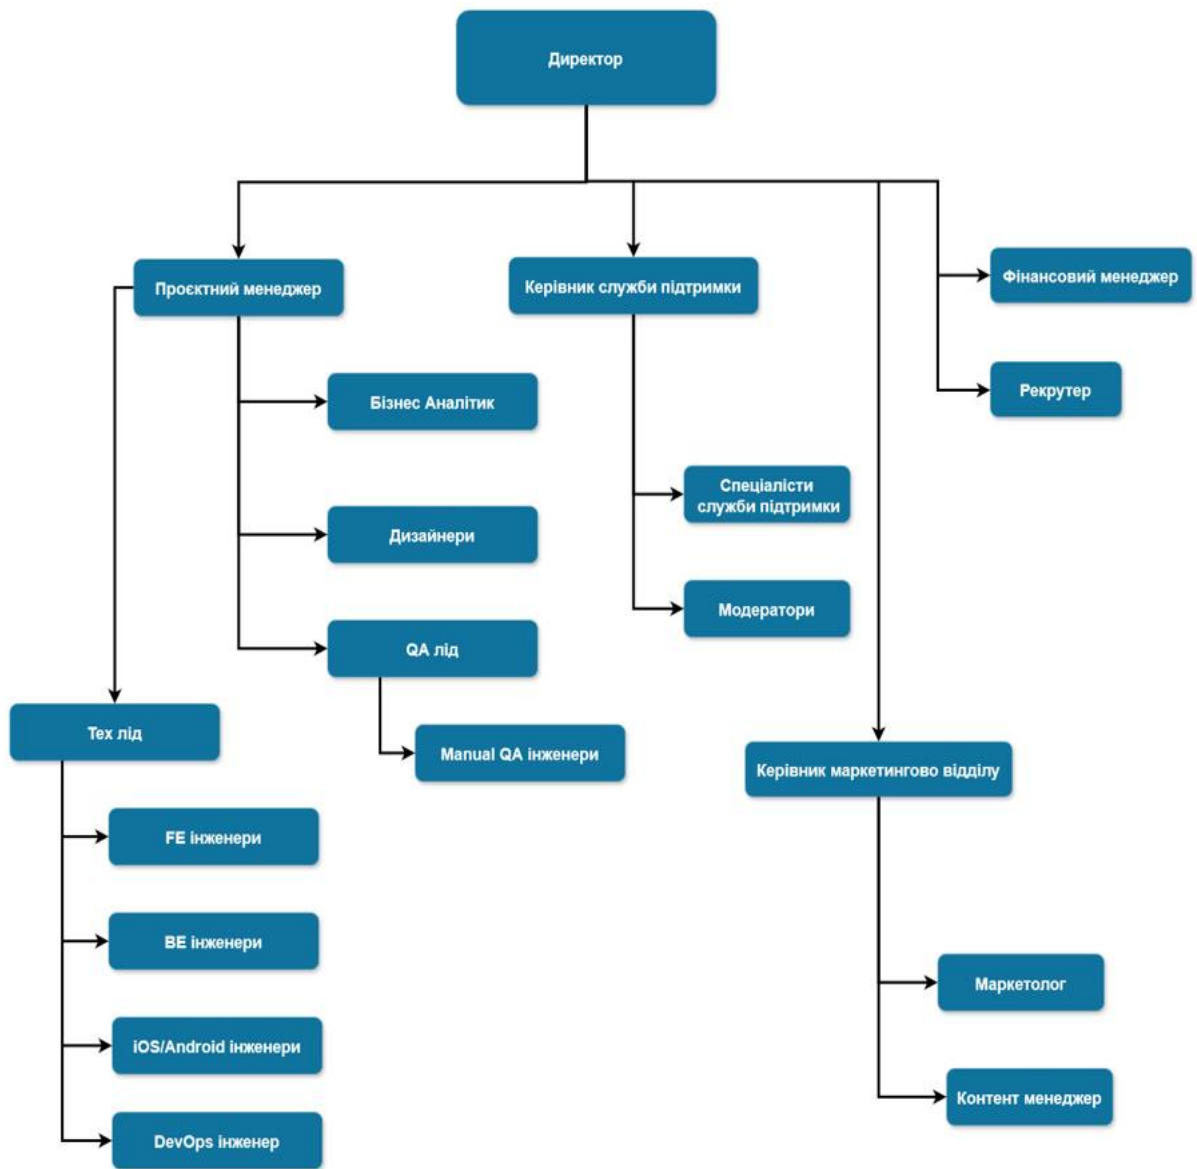 Директор
Проєктний менеджер
Керівник служби підтримки
Фінансовий менеджер
Рекрутер
Бізнес Аналітик
Спеціалісти
служби підтримки
Дизайнери
Модератори
QA лід
Тех лід
Manual QA інженери
Керівник маркетингово відділу
FE інженери
BE інженери
Маркетолог
iOS/Android інженери
Контент менеджер
DevOps інженер